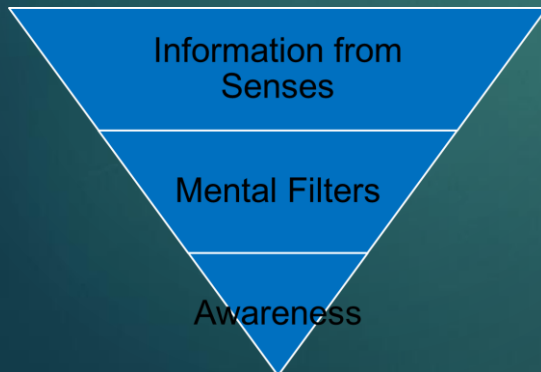 Information from
Senses
Mental Filters
Awareness